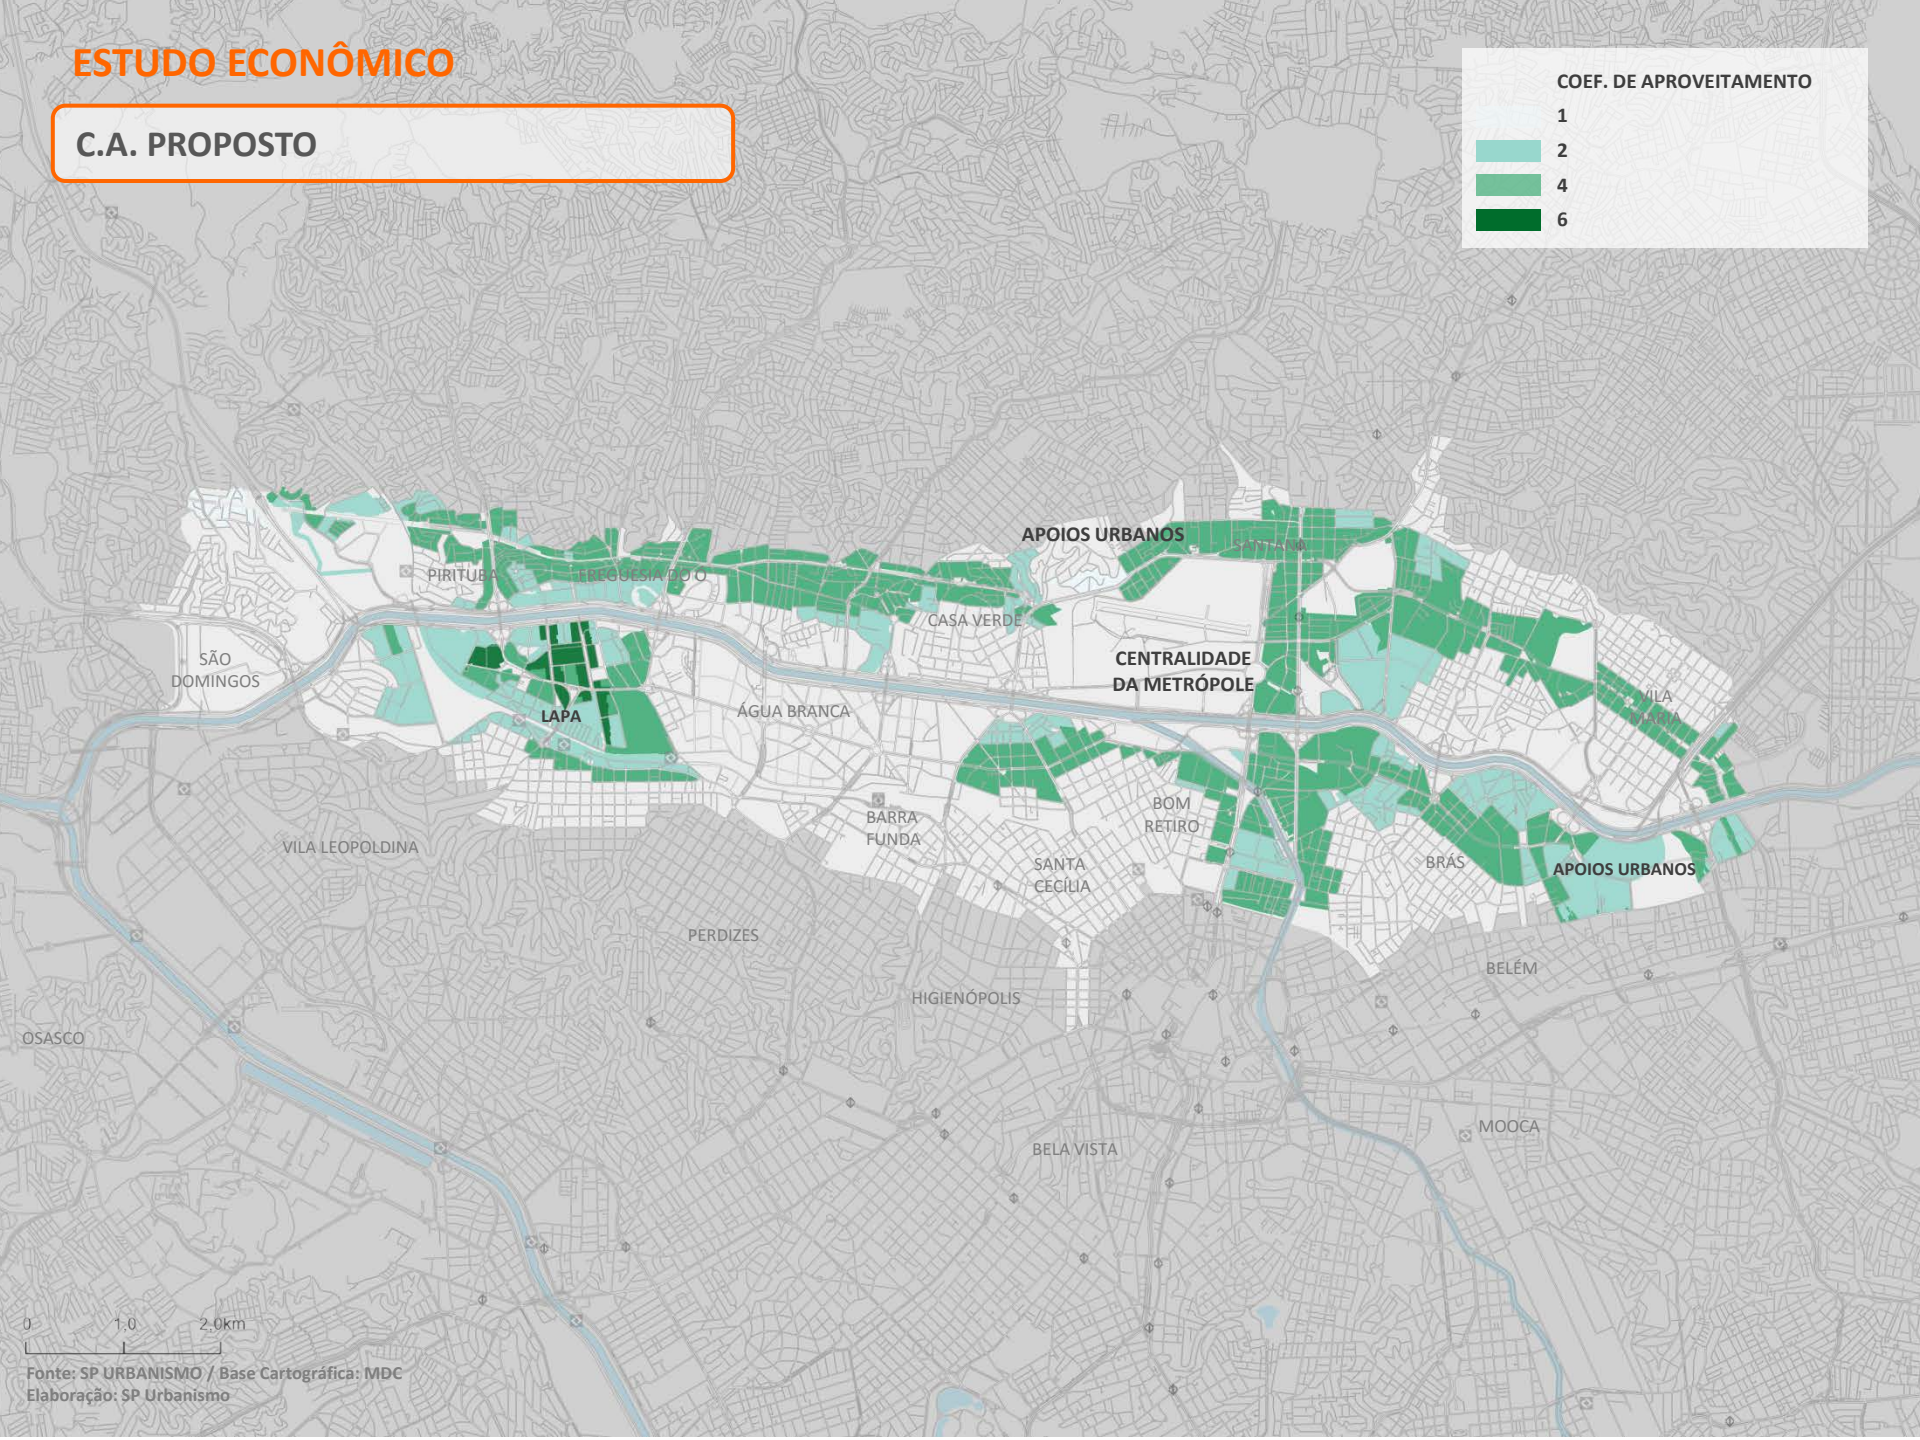 ESTUDO ECONÔMICO
C.A. PROPOSTO
COEF. DE APROVEITAMENTO
1
2
4
6
APOIOS URBANOS
SANTANA
PIRITUBA
FREGUESIA DO Ó
CASA VERDE
SÃO
DOMINGOS
CENTRALIDADE
DA METRÓPOLE
LAPA
ÁGUA BRANCA
VILA
MARIA
BOM
RETIRO
BARRA
FUNDA
VILA LEOPOLDINA
SANTA
CECÍLIA
BRÁS
APOIOS URBANOS
PERDIZES
BELÉM
HIGIENÓPOLIS
OSASCO
MOOCA
BELA VISTA
0 1,0 2,0km
Fonte: SP URBANISMO / Base Cartográfica: MDC
Elaboração: SP Urbanismo